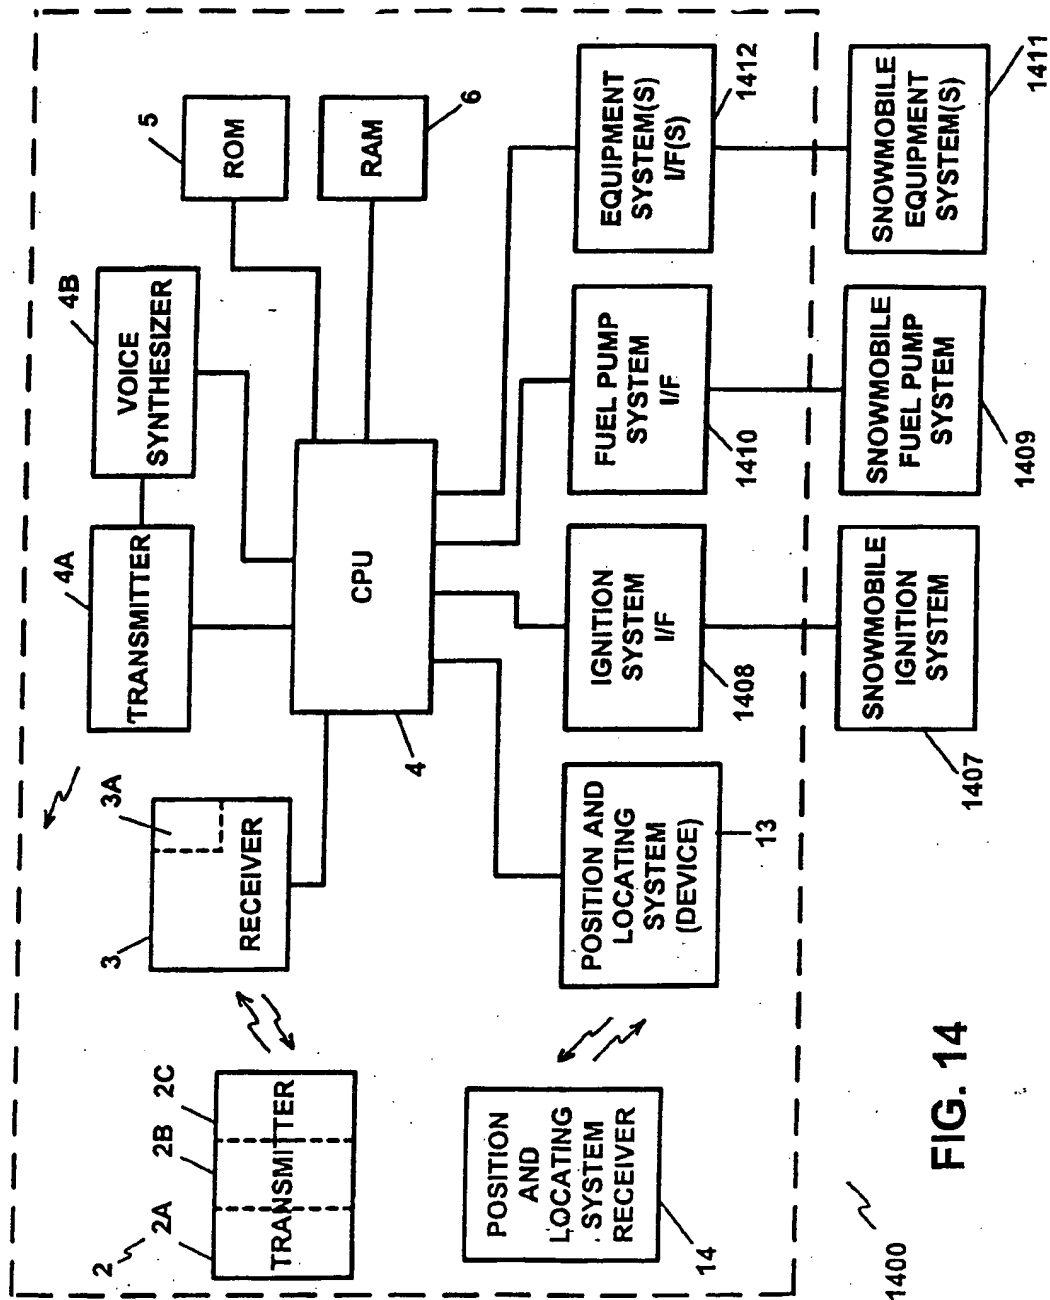 2
2A
2B
2C
TRANSMITTER
3
3A
RECEIVER
4A
TRANSMITTER
4B
VOICE
SYNTHESIZER
5
ROM
6
RAM
CPU
4
14
POSITION
AND
LOCATING
SYSTEM
RECEIVER
POSITION AND
LOCATING
SYSTEM
(DEVICE)
13
IGNITION
SYSTEM
I/F
1408
FUEL PUMP
SYSTEM
I/F
1410
EQUIPMENT
SYSTEM(S)
I/F(S)
1412
SNOWMOBILE
IGNITION
SYSTEM
1407
SNOWMOBILE
FUEL PUMP
SYSTEM
1409
SNOWMOBILE
EQUIPMENT
SYSTEM(S)
1411
1400
FIG. 14